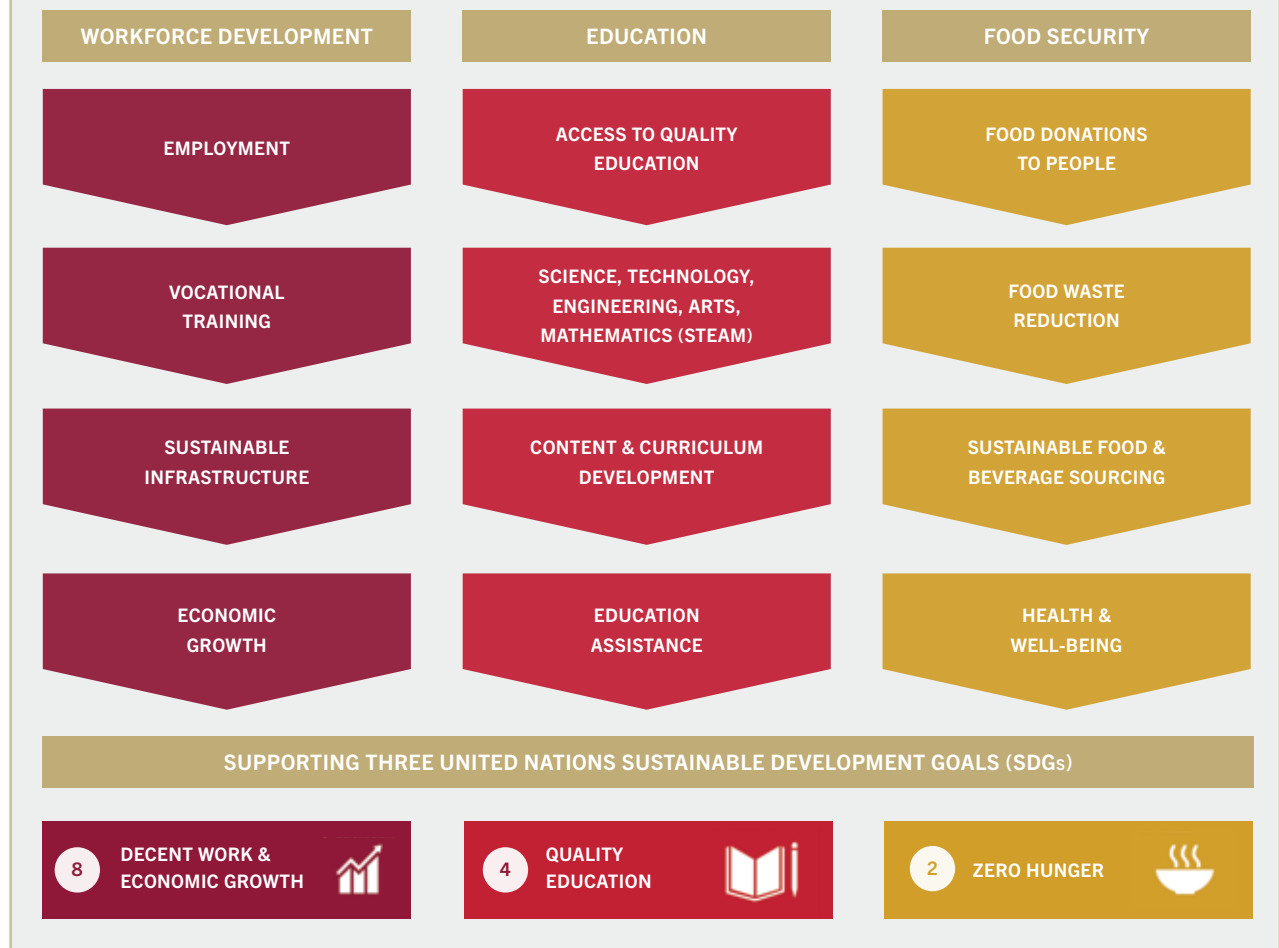 WORKFORCE DEVELOPMENT
EDUCATION
FOOD SECURITY
EMPLOYMENT
ACCESS TO QUALITY
EDUCATION
FOOD DONATIONS
TO PEOPLE
VOCATIONAL
TRAINING
SCIENCE, TECHNOLOGY,
ENGINEERING, ARTS,
MATHEMATICS (STEAM)
FOOD WASTE
REDUCTION
SUSTAINABLE
INFRASTRUCTURE
CONTENT & CURRICULUM
DEVELOPMENT
SUSTAINABLE FOOD &
BEVERAGE SOURCING
ECONOMIC
GROWTH
EDUCATION
ASSISTANCE
HEALTH &
WELL-BEING
SUPPORTING THREE UNITED NATIONS SUSTAINABLE DEVELOPMENT GOALS (SDGs)
8
DECENT WORK &
ECONOMIC GROWTH
4
QUALITY
EDUCATION
2
ZERO HUNGER